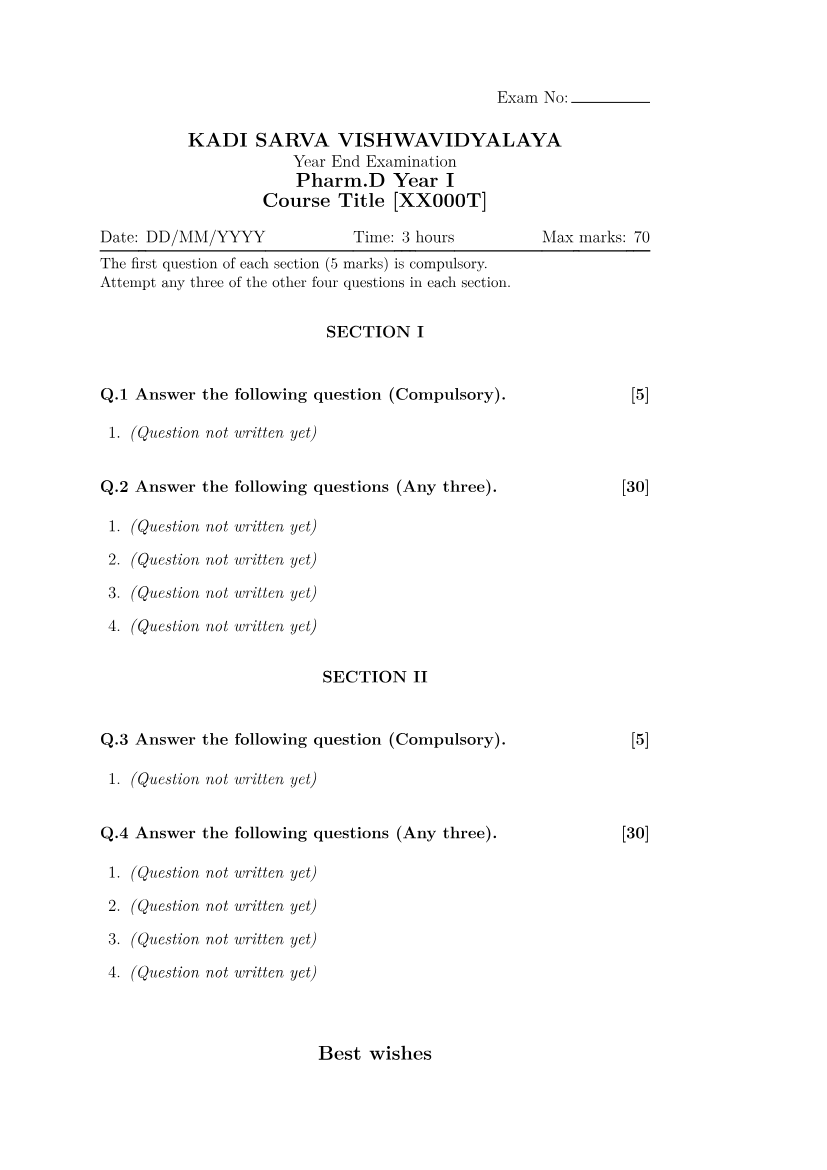 Exam No:
KADI SARVA VISHWAVIDYALAYA
Year End Examination
Pharm.D Year I
Course Title [XX000T]
Date: DD/MM/YYYY Time: 3 hours Max marks: 70
The first question of each section (5 marks) is compulsory.
Attempt any three of the other four questions in each section.
SECTION I
Q.1 Answer the following question (Compulsory). [5]
1. (Question not written yet)
Q.2 Answer the following questions (Any three). [30]
1. (Question not written yet)
2. (Question not written yet)
3. (Question not written yet)
4. (Question not written yet)
SECTION II
Q.3 Answer the following question (Compulsory). [5]
1. (Question not written yet)
Q.4 Answer the following questions (Any three). [30]
1. (Question not written yet)
2. (Question not written yet)
3. (Question not written yet)
4. (Question not written yet)
Best wishes